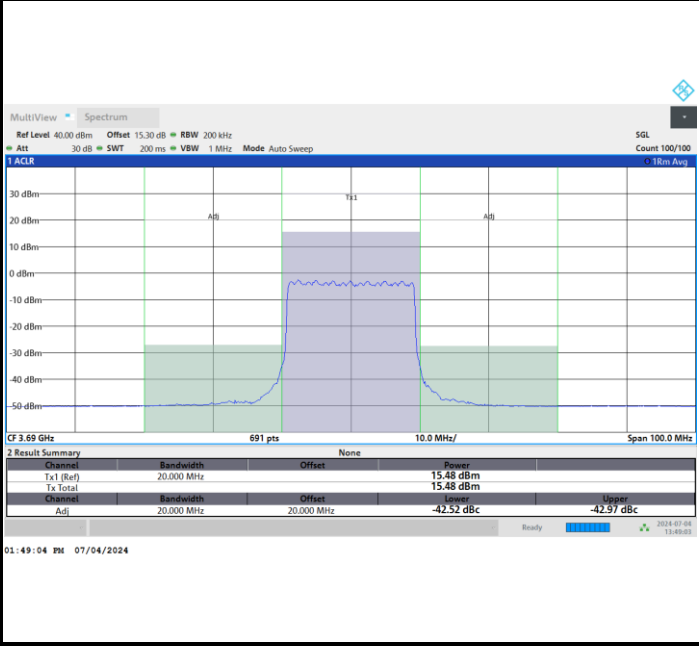 MultiView Spectrum
Ref Level 40.00 dBm Offset 15.30 dB RBW 200 kHz SGL
Att 30 dB SWT 200 ms VBW 1 MHz Mode Auto Sweep Count 100/100
1 ACLR 1Rm Avg
Tx1
30 dBm
Adj Adj
20 dBm
10 dBm
0 dBm
-10 dBm
-20 dBm
-30 dBm
-40 dBm
-50 dBm
CF 3.69 GHz 691 pts 10.0 MHz/ Span 100.0 MHz
2 Result Summary None
Channel Bandwidth Offset Power
Tx1 (Ref) 20.000 MHz 15.48 dBm
Tx Total 15.48 dBm
Channel Bandwidth Offset Lower Upper
Adj 20.000 MHz 20.000 MHz -42.52 dBc -42.97 dBc
Ready 2024-07-04
13:49:03
01:49:04 PM 07/04/2024